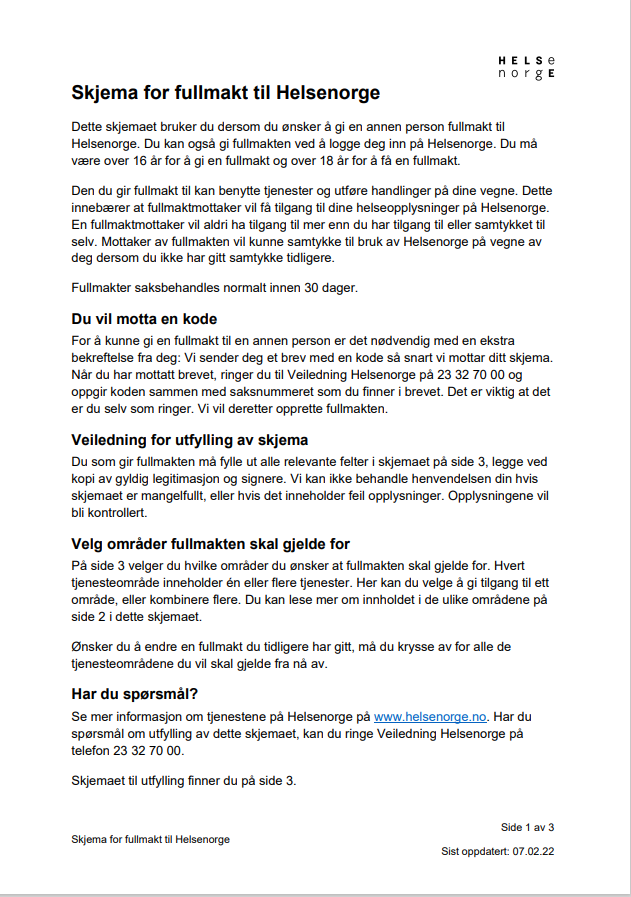 HELSe
norgE
Skjema for fullmakt til Helsenorge
Dette skjemaet bruker du dersom du ønsker å gi en annen person fullmakt til
Helsenorge. Du kan også gi fullmakten ved å logge deg inn på Helsenorge. Du må
være over 16 år for å gi en fullmakt og over 18 år for å få en fullmakt.
Den du gir fullmakt til kan benytte tjenester og utføre handlinger på dine vegne. Dette
innebærer at fullmaktmottaker vil få tilgang til dine helseopplysninger på Helsenorge.
En fullmaktmottaker vil aldri ha tilgang til mer enn du har tilgang til eller samtykket til
selv. Mottaker av fullmakten vil kunne samtykke til bruk av Helsenorge på vegne av
deg dersom du ikke har gitt samtykke tidligere.
Fullmakter saksbehandles normalt innen 30 dager.
Du vil motta en kode
For å kunne gi en fullmakt til en annen person er det nødvendig med en ekstra
bekreftelse fra deg: Vi sender deg et brev med en kode så snart vi mottar ditt skjema.
Når du har mottatt brevet, ringer du til Veiledning Helsenorge på 23 32 70 00 og
oppgir koden sammen med saksnummeret som du finner i brevet. Det er viktig at det
er du selv som ringer. Vi vil deretter opprette fullmakten.
Veiledning for utfylling av skjema
Du som gir fullmakten må fylle ut alle relevante felter i skjemaet på side 3, legge ved
kopi av gyldig legitimasjon og signere. Vi kan ikke behandle henvendelsen din hvis
skjemaet er mangelfullt, eller hvis det inneholder feil opplysninger. Opplysningene vil
bli kontrollert.
Velg områder fullmakten skal gjelde for
På side 3 velger du hvilke områder du ønsker at fullmakten skal gjelde for. Hvert
tjenesteområde inneholder én eller flere tjenester. Her kan du velge å gi tilgang til ett
område, eller kombinere flere. Du kan lese mer om innholdet i de ulike områdene på
side 2 i dette skjemaet.
Ønsker du å endre en fullmakt du tidligere har gitt, må du krysse av for alle de
tjenesteområdene du vil skal gjelde fra nå av.
Har du spørsmål?
Se mer informasjon om tjenestene på Helsenorge på www.helsenorge.no. Har du
spørsmål om utfylling av dette skjemaet, kan du ringe Veiledning Helsenorge på
telefon 23 32 70 00.
Skjemaet til utfylling finner du på side 3.
Side 1 av 3
Skjema for fullmakt til Helsenorge
Sist oppdatert: 07.02.22